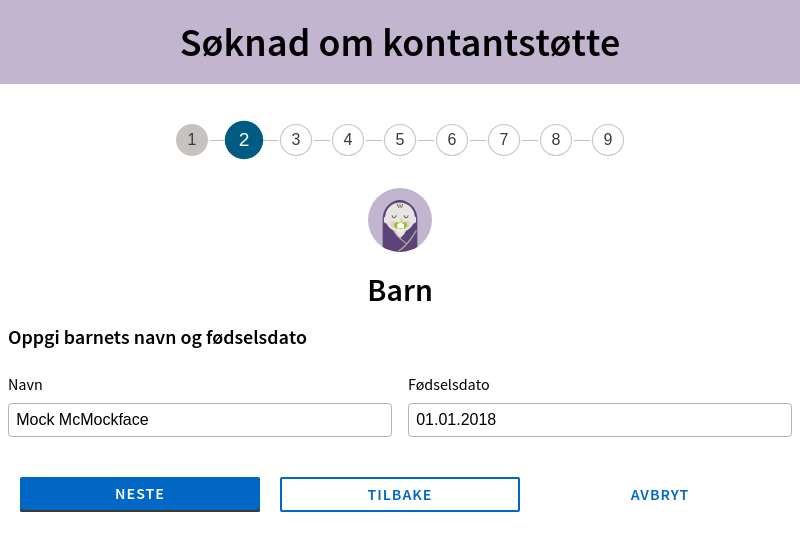 Søknad om kontantstøtte
1 2 3 4 5 6 7 8 9
Barn
Oppgi barnets navn og fødselsdato
Navn Fødselsdato
Mock McMockface 01.01.2018
NESTE TILBAKE AVBRYT